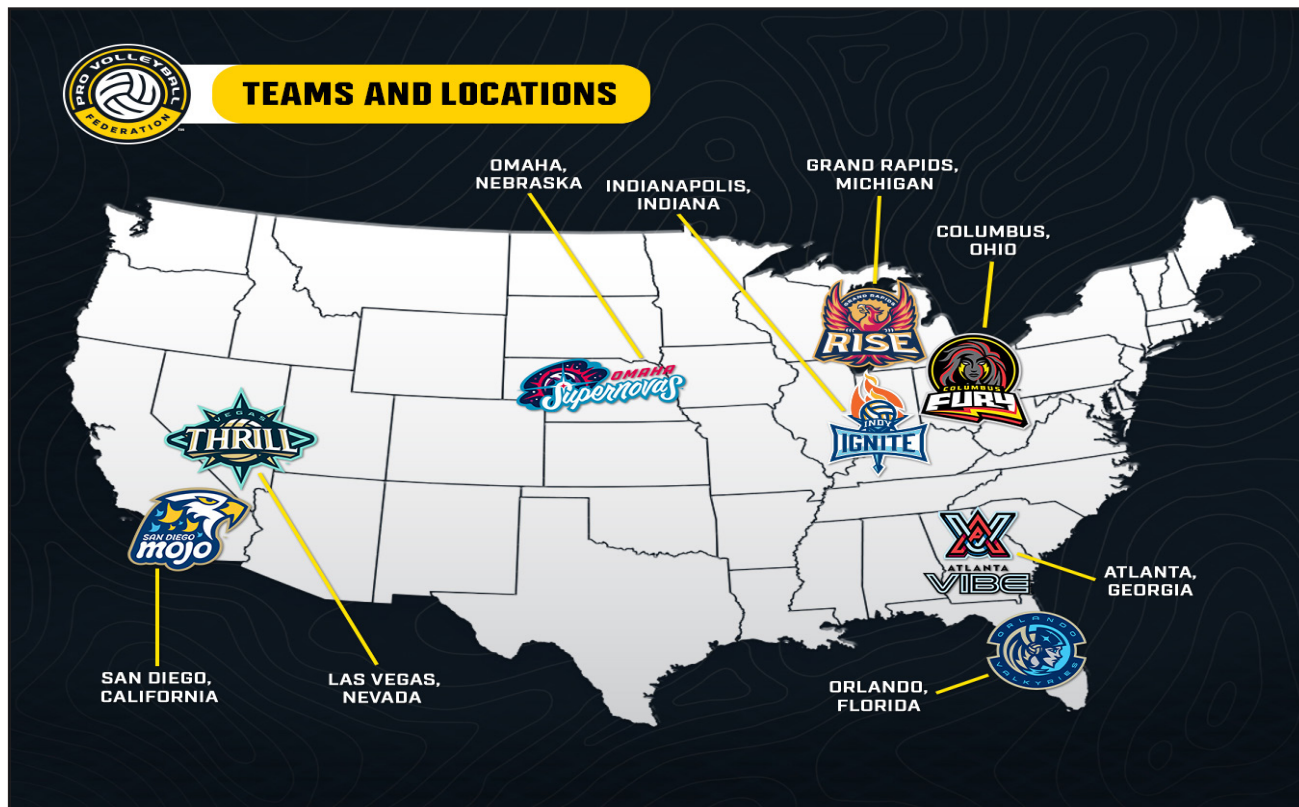 PRO VOLLEYBALL
FEDERATION
™
TEAMS AND LOCATIONS
OMAHA,
NEBRASKA
INDIANAPOLIS,
INDIANA
GRAND RAPIDS,
MICHIGAN
COLUMBUS,
OHIO
GRAND RAPIDS
RISE
COLUMBUS
FURY
OMAHA
Supernovas
INDY
IGNITE
VEGAS
THRILL
SAN DIEGO
mojo
ATLANTA
VIBE
ATLANTA,
GEORGIA
ORLANDO
VALKYRIES
SAN DIEGO,
CALIFORNIA
LAS VEGAS,
NEVADA
ORLANDO,
FLORIDA